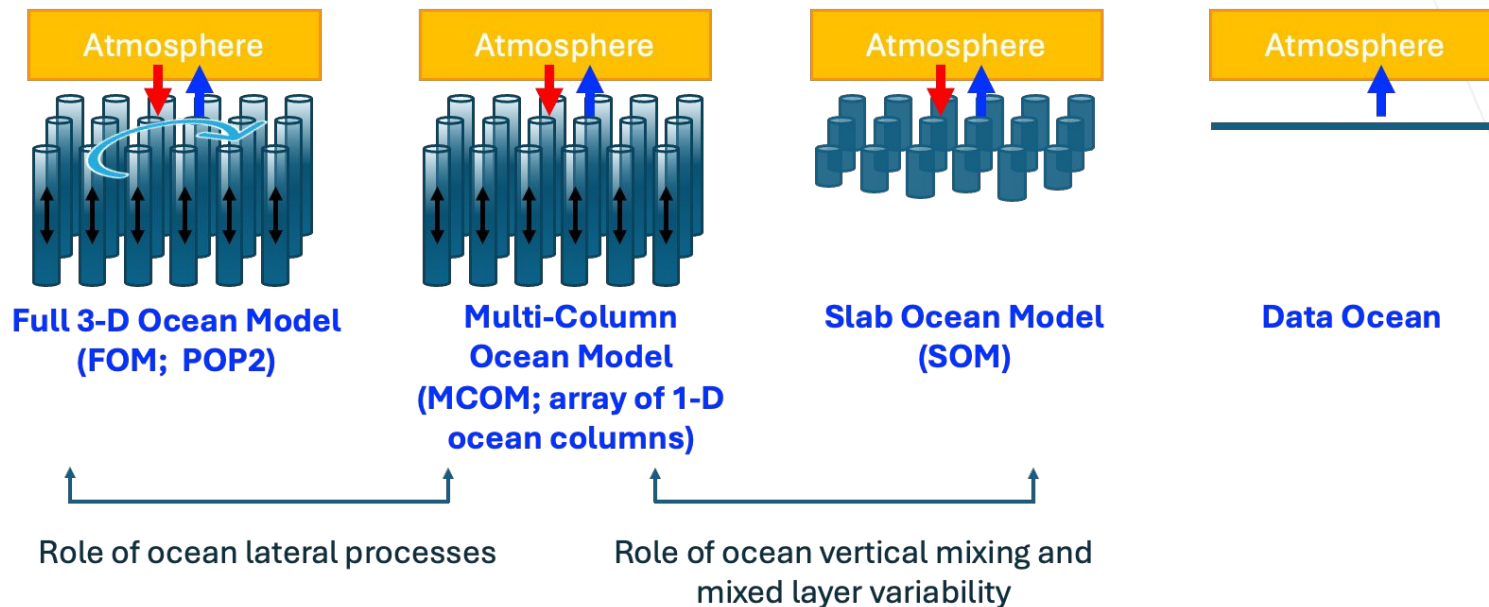 Atmosphere
Atmosphere
Atmosphere
Atmosphere
Full 3-D Ocean Model
(FOM; POP2)
Multi-Column
Ocean Model
(MCOM; array of 1-D
ocean columns)
Slab Ocean Model
(SOM)
Data Ocean
Role of ocean lateral processes
Role of ocean vertical mixing and
mixed layer variability